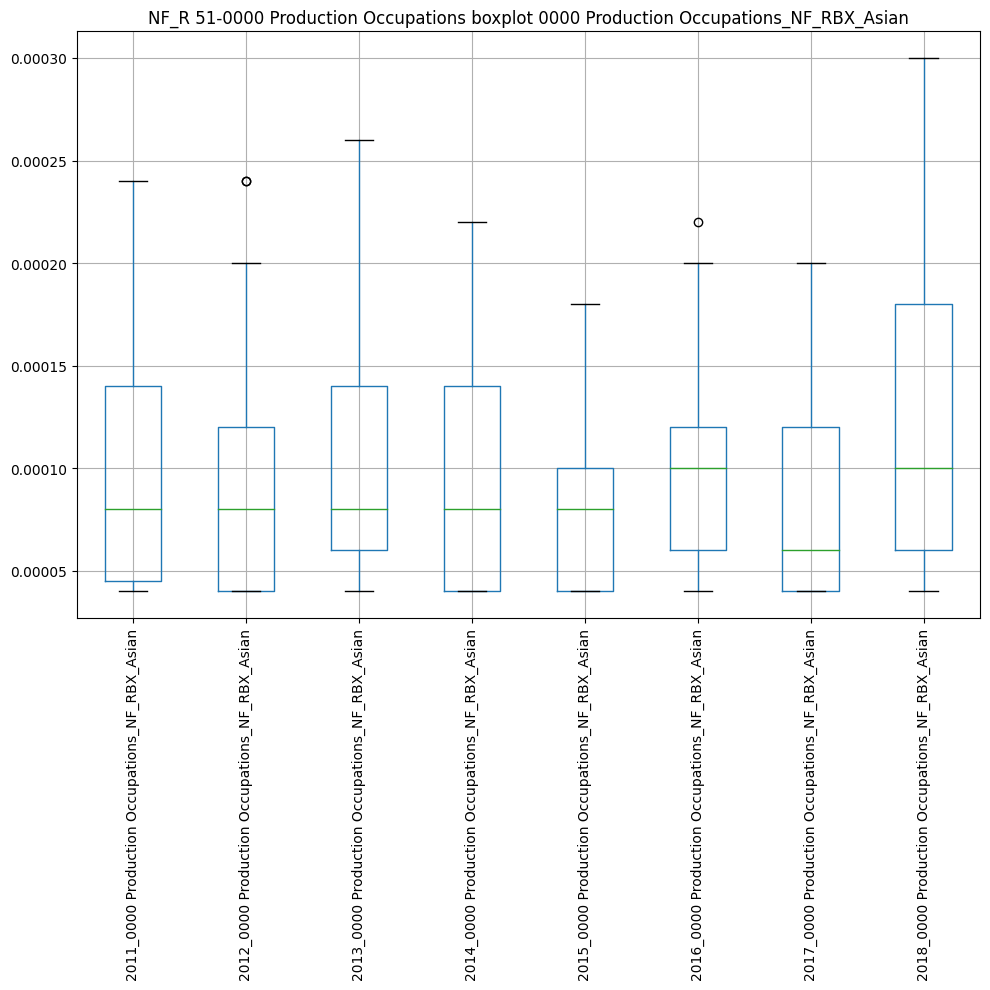 NF_R 51-0000 Production Occupations boxplot 0000 Production Occupations_NF_RBX_Asian
0.00030
0.00025
0.00020
0.00015
0.00010
0.00005
2011_0000 Production Occupations_NF_RBX_Asian
2012_0000 Production Occupations_NF_RBX_Asian
2013_0000 Production Occupations_NF_RBX_Asian
2014_0000 Production Occupations_NF_RBX_Asian
2015_0000 Production Occupations_NF_RBX_Asian
2016_0000 Production Occupations_NF_RBX_Asian
2017_0000 Production Occupations_NF_RBX_Asian
2018_0000 Production Occupations_NF_RBX_Asian